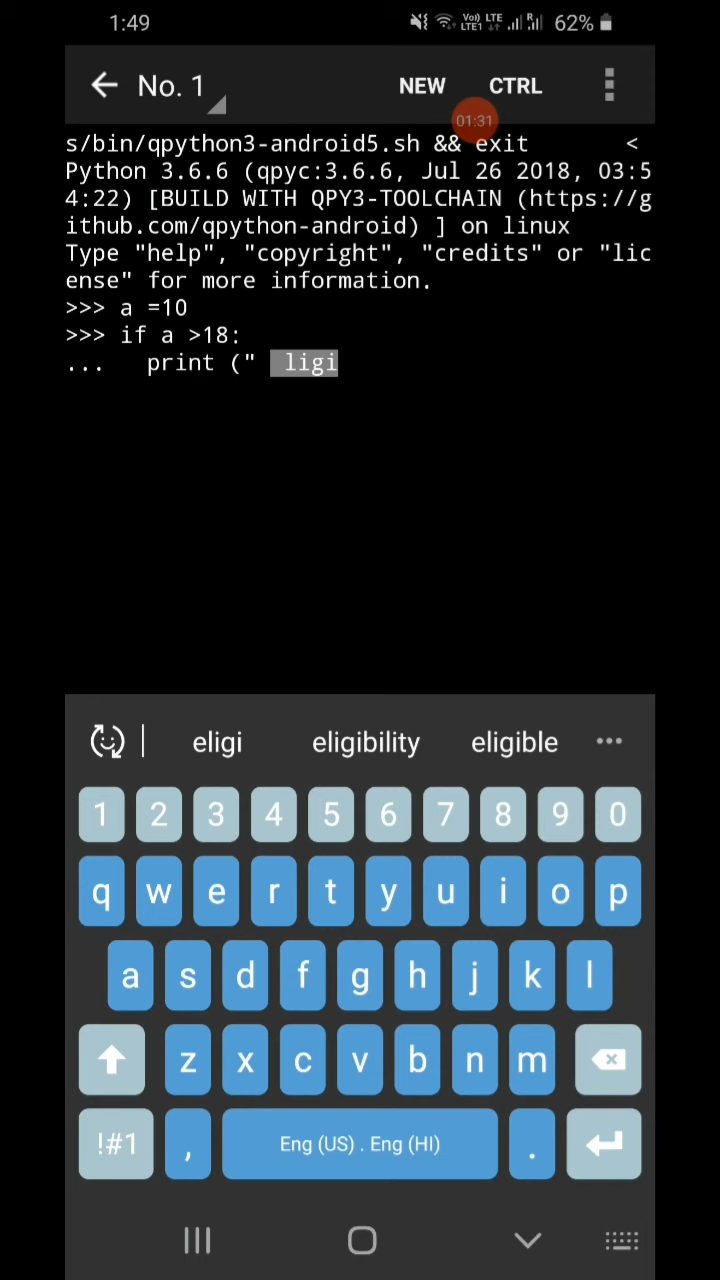 1:49 Vo) LTE LTE1 R 62%
No. 1 NEW CTRL
01:31
s/bin/qpython3-android5.sh && exit <
Python 3.6.6 (qpyc:3.6.6, Jul 26 2018, 03:5
4:22) [BUILD WITH QPY3-TOOLCHAIN (https://g
ithub.com/qpython-android) ] on linux
Type "help", "copyright", "credits" or "lic
ense" for more information.
>>> a =10
>>> if a >18:
... print (" ligi
eligi eligibility eligible •••
1 2 3 4 5 6 7 8 9 0
q w e r t y u i o p
a s d f g h j k l
z x c v b n m
!#1 , Eng (US) . Eng (HI) .